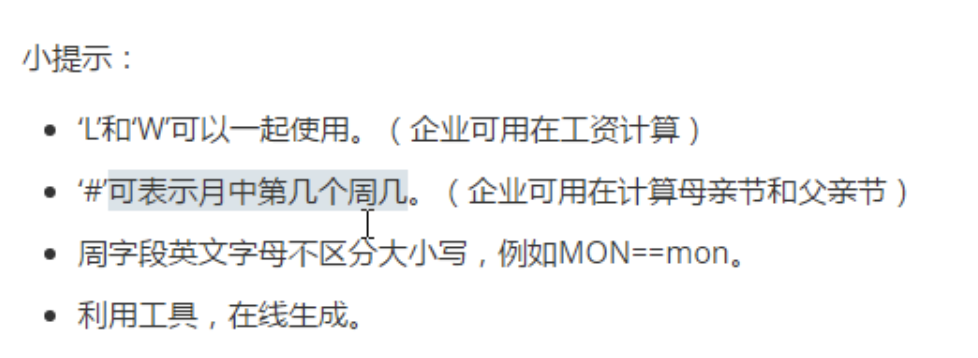 小提示：
‘L’和‘W’可以一起使用。（企业可用在工资计算）
‘#’可表示月中第几个周几。（企业可用在计算母亲节和父亲节）
周字段英文字母不区分大小写，例如MON==mon。
利用工具，在线生成。